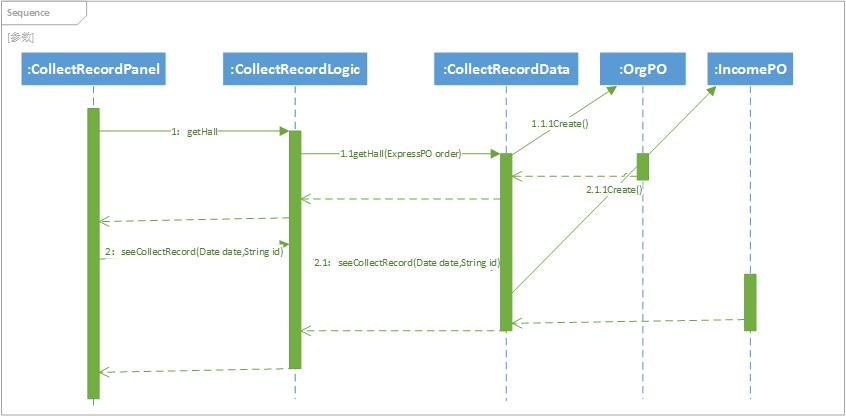 Sequence
[参数]
:CollectRecordPanel
:CollectRecordLogic
:CollectRecordData
:OrgPO
:IncomePO
1.1.1Create()
1：getHall
1.1getHall(ExpressPO order)
2.1.1Create()
2：seeCollectRecord(Date date,String id)
2.1：seeCollectRecord(Date date,String id)